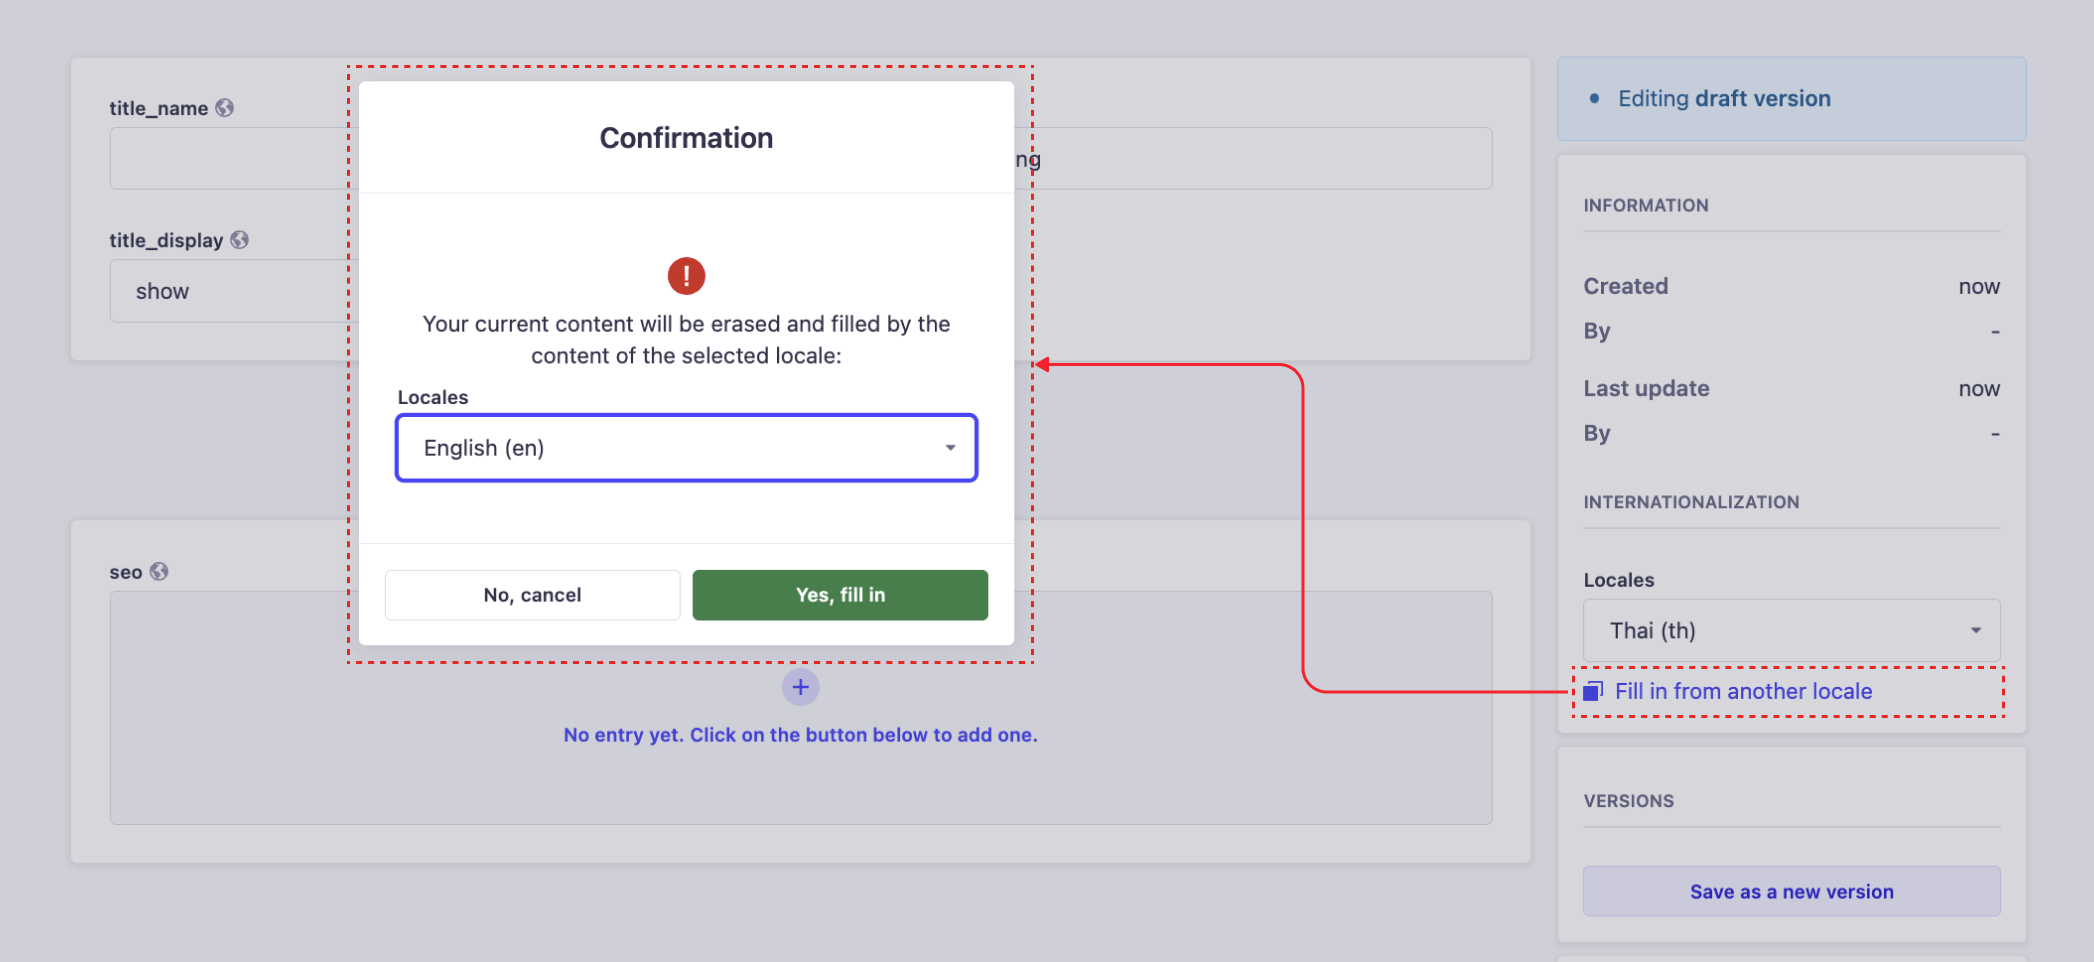 title_name
ng
title_display
show
Confirmation
!
Your current content will be erased and filled by the
content of the selected locale:
Locales
English (en)
No, cancel
Yes, fill in
seo
+
No entry yet. Click on the button below to add one.
Editing draft version
INFORMATION
Created now
By -
Last update now
By -
INTERNATIONALIZATION
Locales
Thai (th)
Fill in from another locale
VERSIONS
Save as a new version